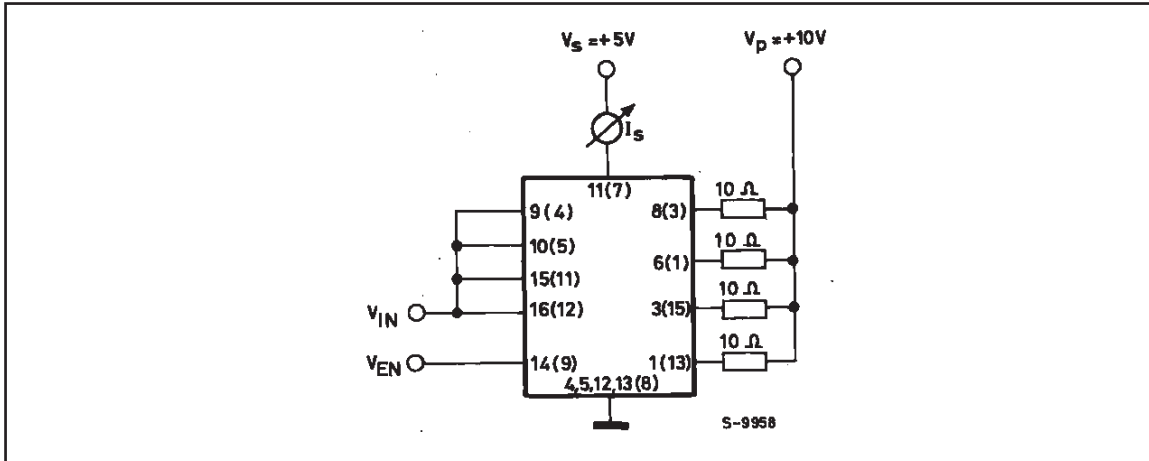 Vs =+5V
Vp =+10V
Is
11(7)
10 Ω
9(4)
8(3)
10 Ω
10(5)
6(1)
15(11)
10 Ω
VIN
16(12)
3(15)
10 Ω
VEN
14(9)
1(13)
4,5,12,13(8)
S-9958